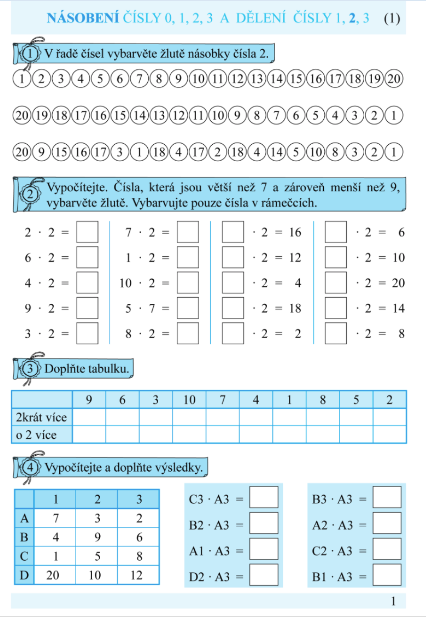 NÁSOBENÍ ČÍSLY 0, 1, 2, 3 A DĚLENÍ ČÍSLY 1, 2, 3 (1)
1 V řadě čísel vybarvěte žlutě násobky čísla 2.
1 2 3 4 5 6 7 8 9 10 11 12 13 14 15 16 17 18 19 20
20 19 18 17 16 15 14 13 12 11 10 9 8 7 6 5 4 3 2 1
20 9 15 16 17 3 1 18 4 17 2 18 4 14 5 10 8 3 2 1
2 Vypočítejte. Čísla, která jsou větší než 7 a zároveň menší než 9,
vybarvěte žlutě. Vybarvujte pouze čísla v rámečcích.
2 · 2 = 7 · 2 = · 2 = 16 · 2 = 6
6 · 2 = 1 · 2 = · 2 = 12 · 2 = 10
4 · 2 = 10 · 2 = · 2 = 4 · 2 = 20
9 · 2 = 5 · 7 = · 2 = 18 · 2 = 14
3 · 2 = 8 · 2 = · 2 = 2 · 2 = 8
3 Doplňte tabulku.
9 6 3 10 7 4 1 8 5 2
2krát více
o 2 více
4 Vypočítejte a doplňte výsledky.
1 2 3
A 7 3 2
B 4 9 6
C 1 5 8
D 20 10 12
C3 · A3 = B3 · A3 =
B2 · A3 = A2 · A3 =
A1 · A3 = C2 · A3 =
D2 · A3 = B1 · A3 =
1